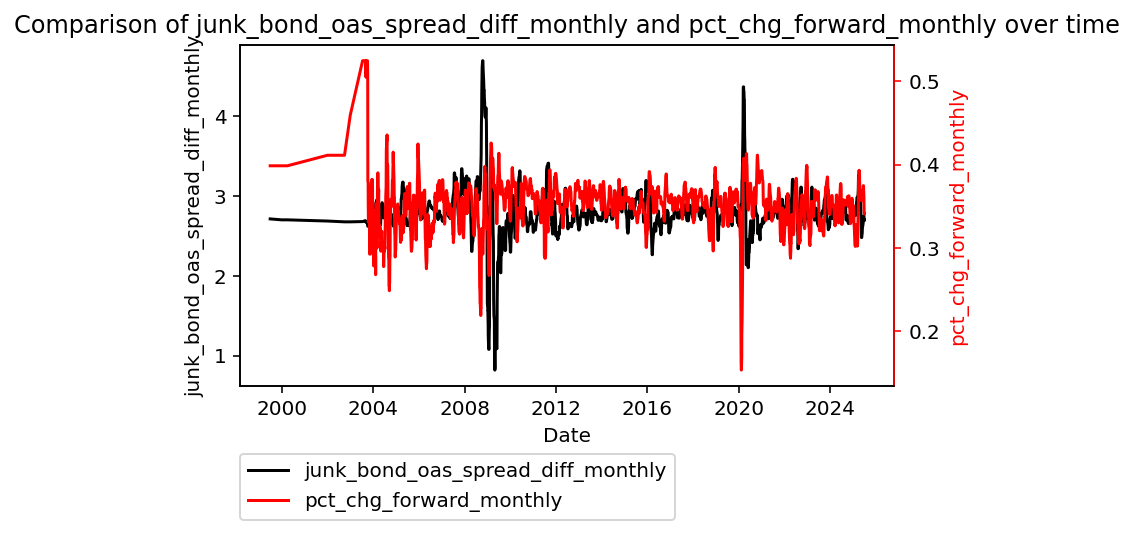 Comparison of junk_bond_oas_spread_diff_monthly and pct_chg_forward_monthly over time
junk_bond_oas_spread_diff_monthly
4
3
2
1
0.5
0.4
0.3
0.2
pct_chg_forward_monthly
2000 2004 2008 2012 2016 2020 2024
Date
junk_bond_oas_spread_diff_monthly
pct_chg_forward_monthly